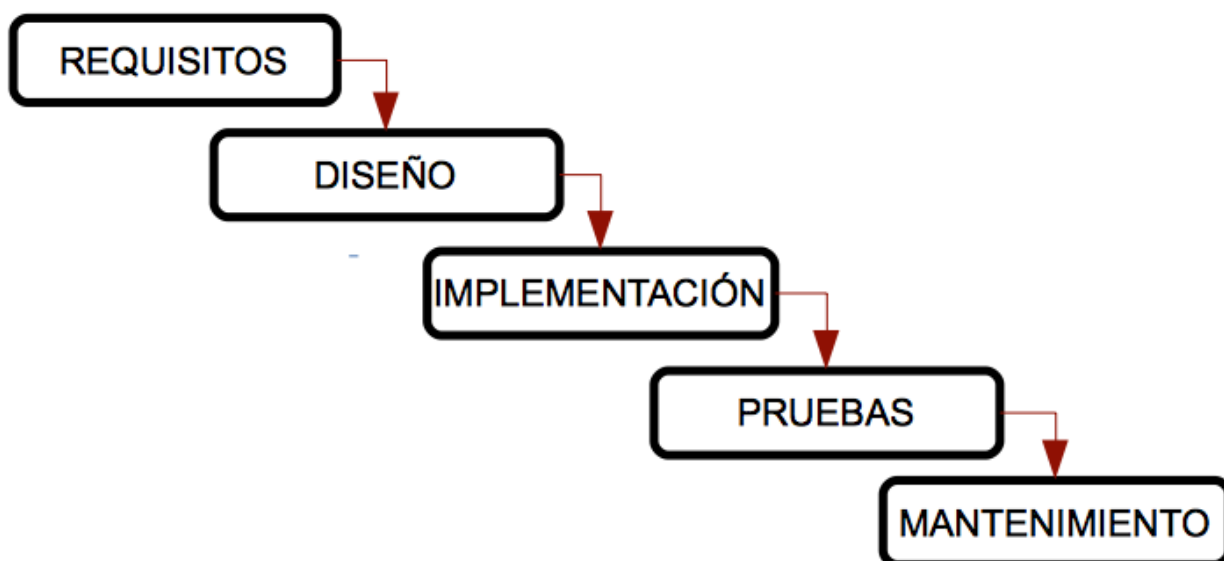 REQUISITOS
DISEÑO
IMPLEMENTACIÓN
PRUEBAS
MANTENIMIENTO